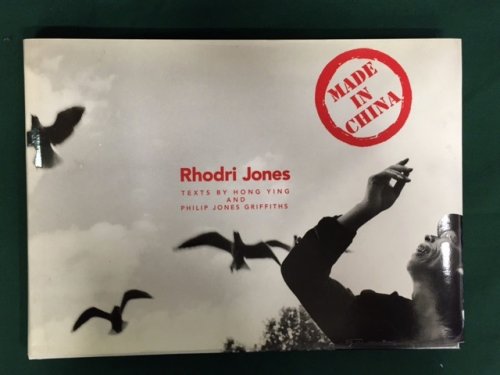 MADE
IN
CHINA
Rhodri Jones
TEXTS BY HONG YING
AND
PHILIP JONES GRIFFITHS